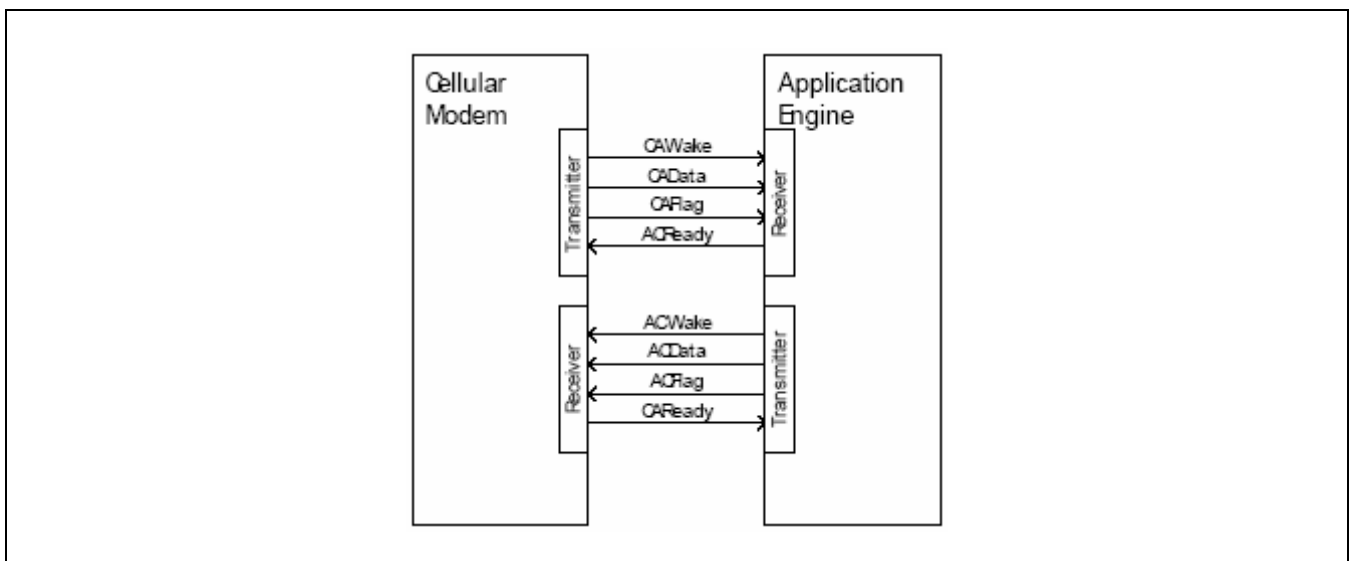 Cellular
Modem
Application
Engine
Transmitter
CAWake
CAData
CAFlag
ACReady
Receiver
Receiver
ACWake
ACData
ACFlag
CAReady
Transmitter